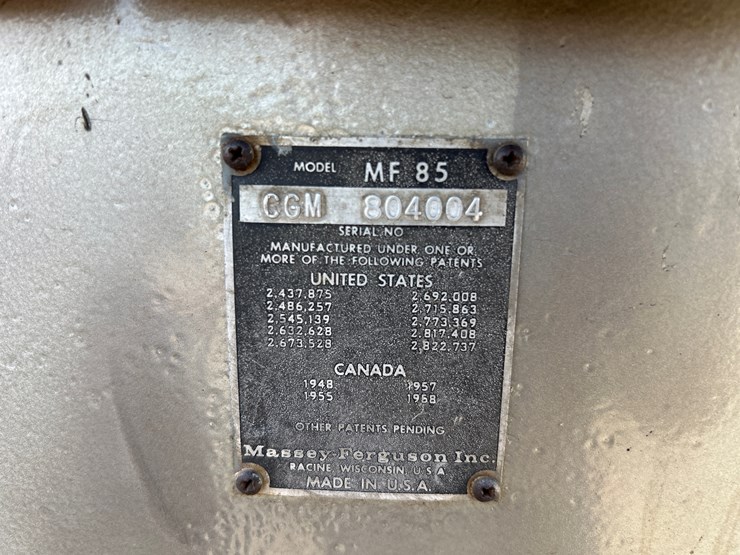 MODEL MF 85
CGM 804004
SERIAL NO
MANUFACTURED UNDER ONE OR
MORE OF THE FOLLOWING PATENTS
UNITED STATES
2,437,875 2,692,008
2,486,257 2,715,863
2,545,139 2,773,369
2,632,628 2,817,408
2,673,528 2,822,737
CANADA
1948 1957
1955 1958
OTHER PATENTS PENDING
Massey-Ferguson Inc.
RACINE, WISCONSIN, U.S.A.
MADE IN U.S.A.